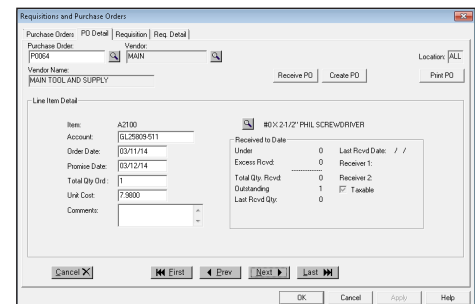 Requisitions and Purchase Orders
Purchase Orders PO Detail Requisition Req. Detail
Purchase Order: Vendor:
P0064 MAIN Location: ALL
Vendor Name:
MAIN TOOL AND SUPPLY Receive PO Create PO Print PO
Line Item Detail
Item: A2100 #0 X 2-1/2" PHIL SCREWDRIVER
Account: GL25809-511
Received to Date
Order Date: 03/11/14 Under 0 Last Rcvd Date: / /
Promise Date: 03/12/14 Excess Rcvd: 0 Receiver 1:
Total Qty Ord: 1 Total Qty. Rcvd: 0 Receiver 2:
Unit Cost: 7.9800 Outstanding 1 Taxable
Last Rcvd Qty: 0
Comments:
Cancel First Prev Next Last
OK Cancel Apply Help